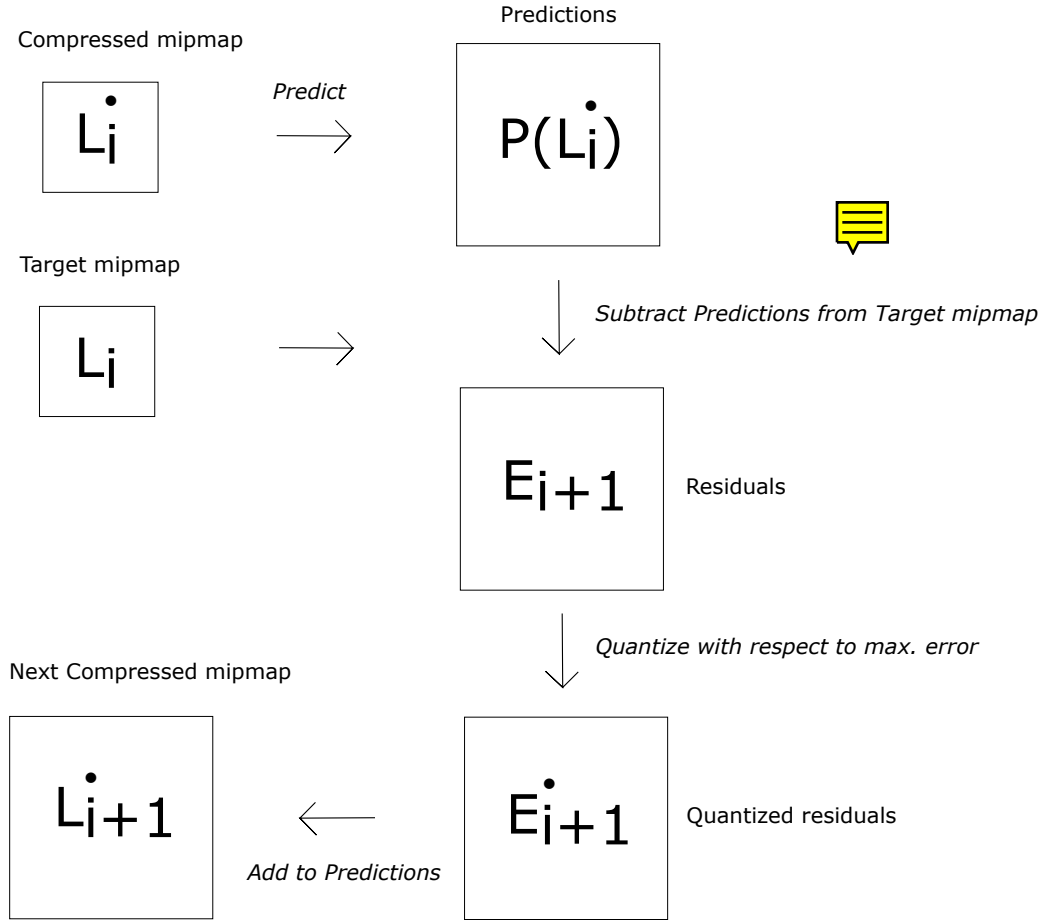 Predictions
Compressed mipmap
Predict
L̇i
P(L̇i)
Target mipmap
Subtract Predictions from Target mipmap
Li
Ei+1
Residuals
Quantize with respect to max. error
Next Compressed mipmap
L̇i+1
Ėi+1
Quantized residuals
Add to Predictions